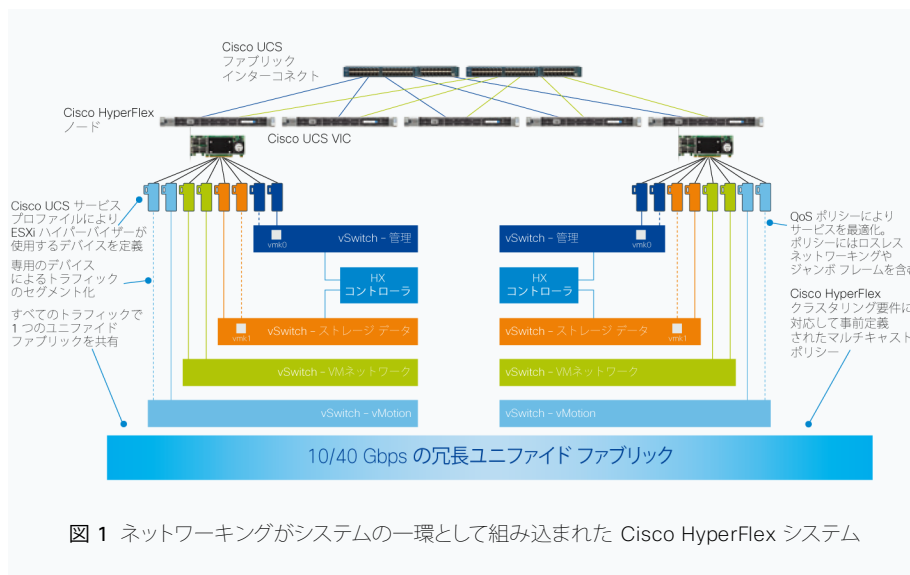 Cisco UCS
ファブリック
インターコネクト
Cisco HyperFlex
ノード
Cisco UCS VIC
Cisco UCS サービス
プロファイルにより
ESXi ハイパーバイザーが
使用するデバイスを定義
専用のデバイス
によるトラフィック
のセグメント化
すべてのトラフィックで
1 つのユニファイド
ファブリックを共有
vmk0
vSwitch – 管理
HX
コントローラ
vmk1
vSwitch – ストレージ データ
vSwitch – VMネットワーク
vSwitch – vMotion
vSwitch – 管理
vmk0
HX
コントローラ
vSwitch – ストレージ データ
vmk1
vSwitch – VMネットワーク
vSwitch – vMotion
QoS ポリシーにより
サービスを最適化。
ポリシーにはロスレス
ネットワーキングや
ジャンボ フレームを含む
Cisco HyperFlex
クラスタリング要件に
対応して事前定義
されたマルチキャスト
ポリシー
10/40 Gbps の冗長ユニファイド ファブリック
図 1 ネットワーキングがシステムの一環として組み込まれた Cisco HyperFlex システム